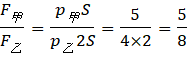 F甲/F乙 = p甲S/p乙2S = 5/(4×2) = 5/8